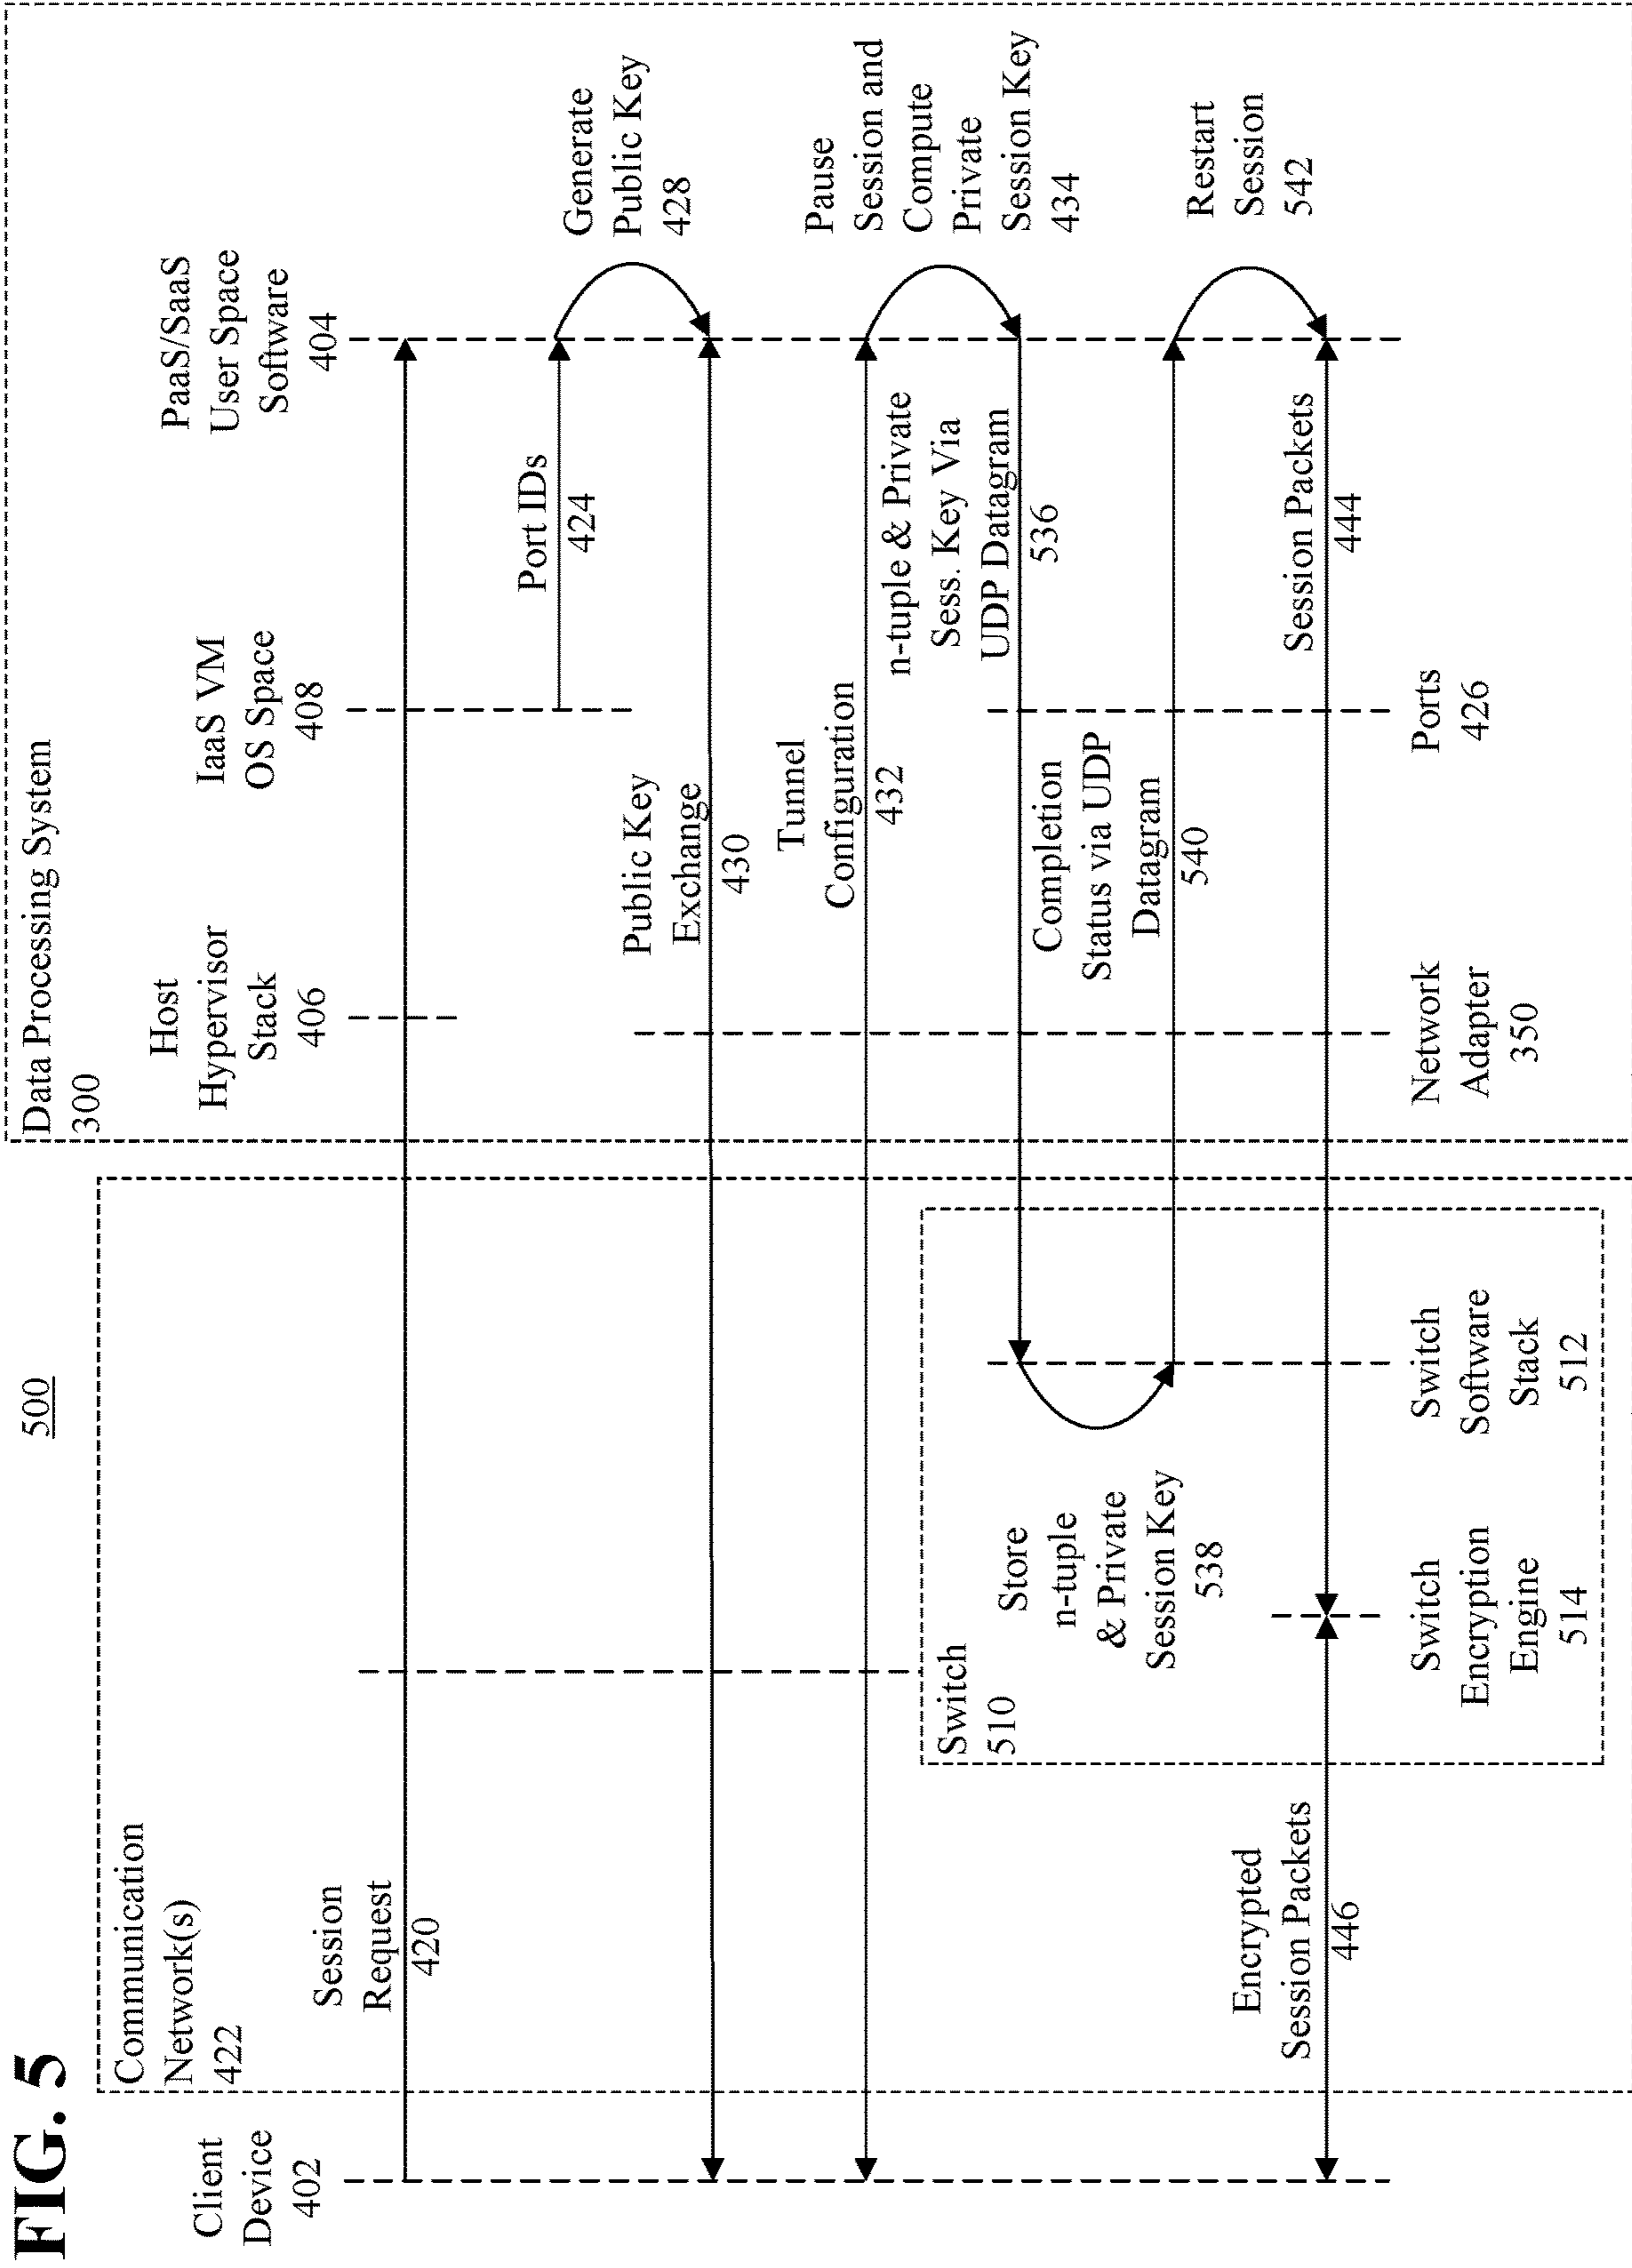 FIG. 5
500
Communication
Network(s)
422
Data Processing System
300
Client
Device
402
Host
Hypervisor
Stack
406
IaaS VM
OS Space
408
PaaS/SaaS
User Space
Software
404
Session
Request
420
Port IDs
424
Generate
Public Key
428
Public Key
Exchange
430
Tunnel
Configuration
432
Pause
Session and
Compute
Private
Session Key
434
n-tuple & Private
Sess. Key Via
UDP Datagram
536
Switch
510
Store
n-tuple
& Private
Session Key
538
Completion
Status via UDP
Datagram
540
Restart
Session
542
Encrypted
Session Packets
446
Session Packets
444
Switch
Encryption
Engine
514
Switch
Software
Stack
512
Network
Adapter
350
Ports
426